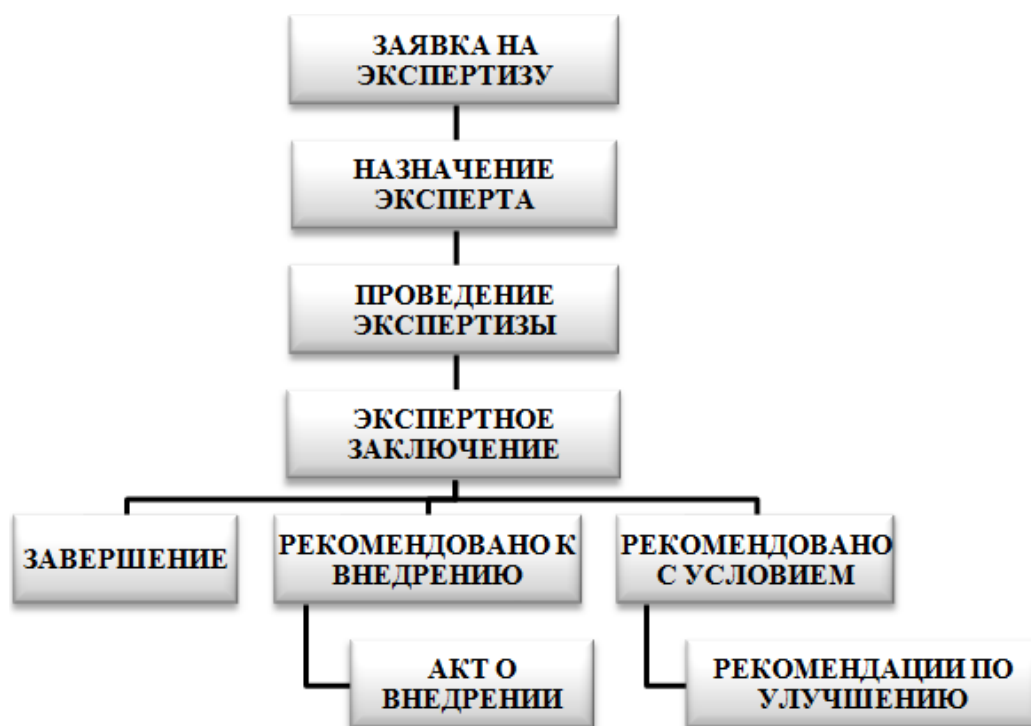 ЗАЯВКА НА
ЭКСПЕРТИЗУ
НАЗНАЧЕНИЕ
ЭКСПЕРТА
ПРОВЕДЕНИЕ
ЭКСПЕРТИЗЫ
ЭКСПЕРТНОЕ
ЗАКЛЮЧЕНИЕ
ЗАВЕРШЕНИЕ
РЕКОМЕНДОВАНО К
ВНЕДРЕНИЮ
РЕКОМЕНДОВАНО
С УСЛОВИЕМ
АКТ О
ВНЕДРЕНИИ
РЕКОМЕНДАЦИИ ПО
УЛУЧШЕНИЮ